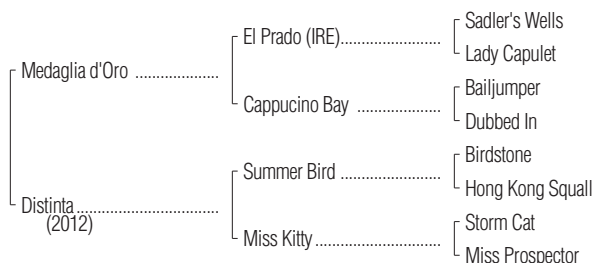 Sadler's Wells
El Prado (IRE)........................
Lady Capulet
Medaglia d'Oro ....................
Bailjumper
Cappucino Bay ....................
Dubbed In
Birdstone
Summer Bird ........................
Hong Kong Squall
Distinta..................................
(2012)
Storm Cat
Miss Kitty..............................
Miss Prospector